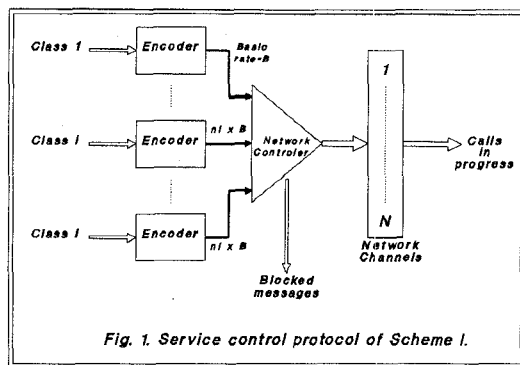 Class 1
Encoder
Basic
rate-B
Class i
Encoder
ni x B
Network
Controler
1
N
Network
Channels
Calls
in
progress
Class I
Encoder
nI x B
Blocked
messages
Fig. 1. Service control protocol of Scheme I.